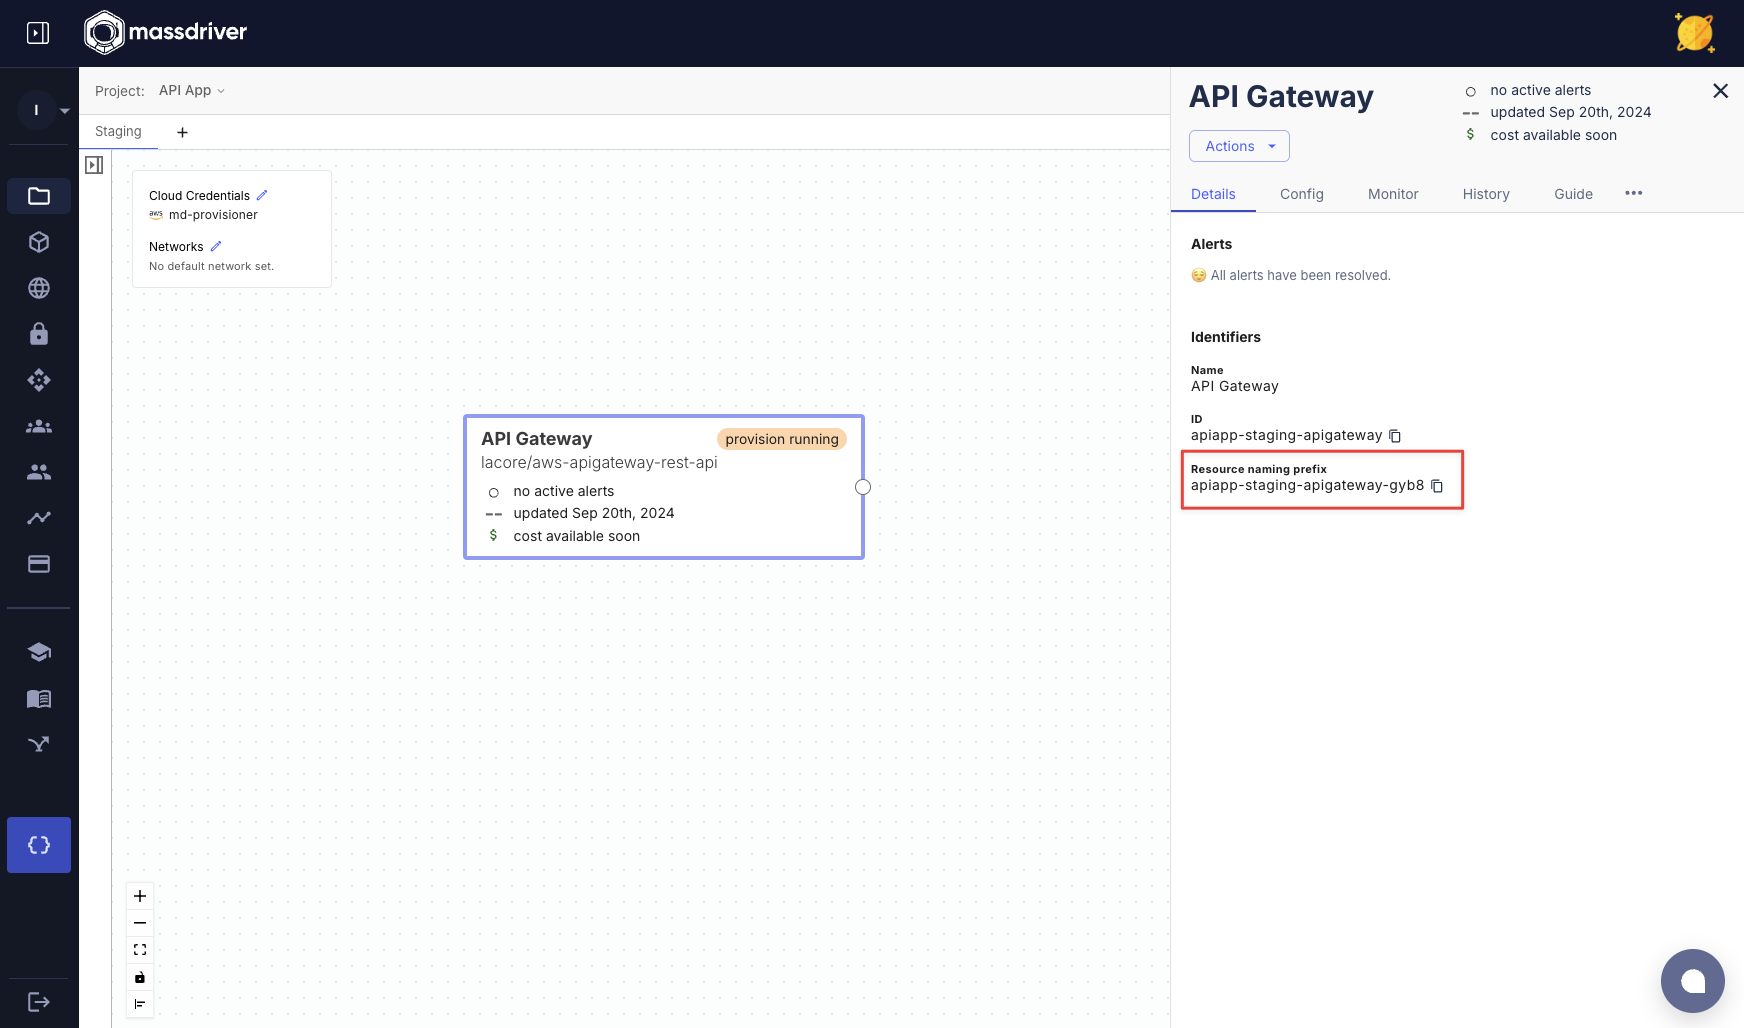 massdriver
I
Project: API App
Staging +
Cloud Credentials
aws md-provisioner
Networks
No default network set.
API Gateway
provision running
lacore/aws-apigateway-rest-api
no active alerts
updated Sep 20th, 2024
$ cost available soon
API Gateway
no active alerts
updated Sep 20th, 2024
$ cost available soon
Actions
Details Config Monitor History Guide
Alerts
All alerts have been resolved.
Identifiers
Name
API Gateway
ID
apiapp-staging-apigateway
Resource naming prefix
apiapp-staging-apigateway-gyb8